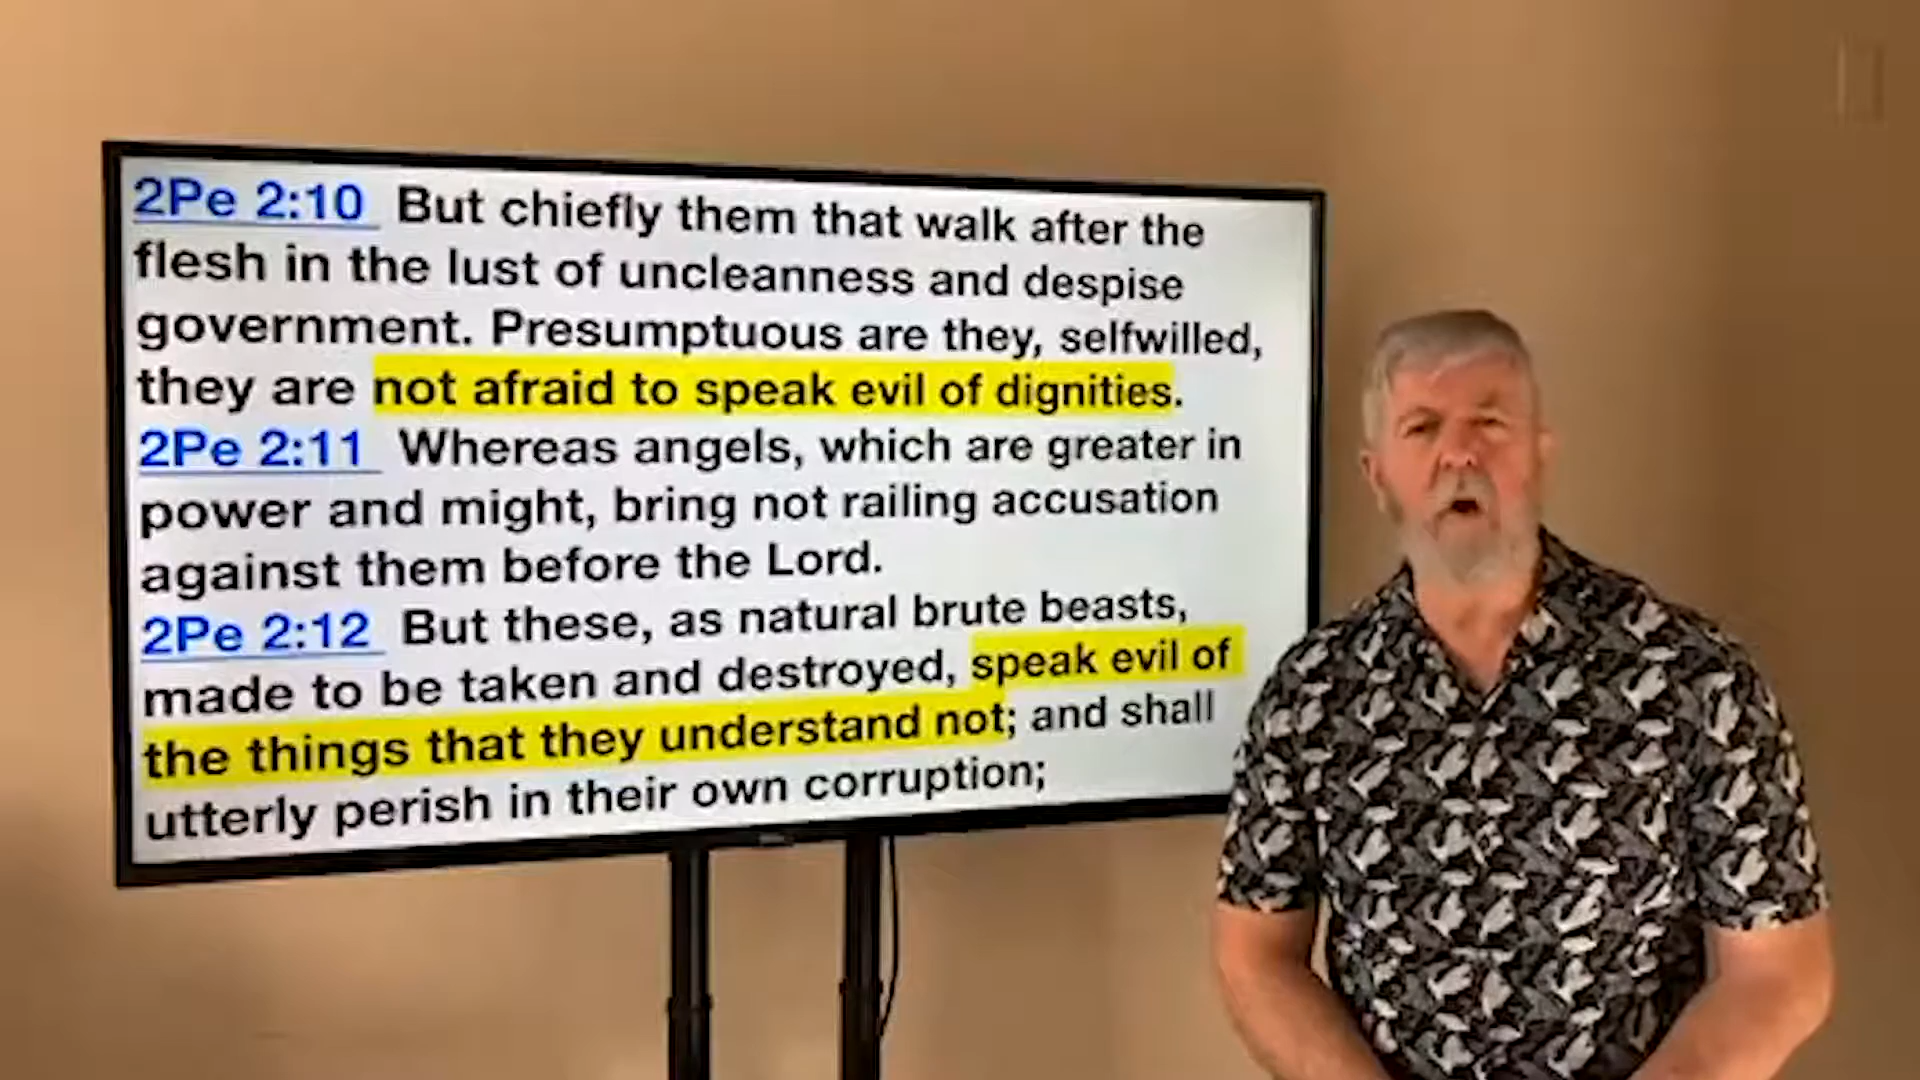 2Pe 2:10 But chiefly them that walk after the
flesh in the lust of uncleanness and despise
government. Presumptuous are they, selfwilled,
they are not afraid to speak evil of dignities.
2Pe 2:11 Whereas angels, which are greater in
power and might, bring not railing accusation
against them before the Lord.
2Pe 2:12 But these, as natural brute beasts,
made to be taken and destroyed, speak evil of
the things that they understand not; and shall
utterly perish in their own corruption;